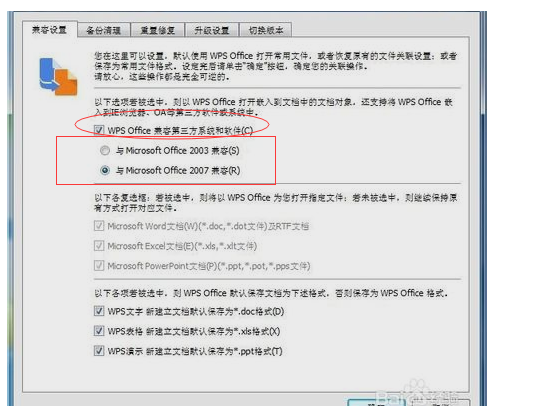 兼容设置 备份清理 重置修复 升级设置 切换版本
您在这里可以设置，默认使用 WPS Office 打开常用文件，或者恢复原有的文件关联设置；或者
保存为常用文件格式。设定完后请单击"确定"按钮，确定您的关联操作。
请放心，这些操作都是完全可逆的。
以下选项若被选中，则以 WPS Office 打开嵌入到文档中的文档对象，还支持将 WPS Office 嵌
入到IE浏览器、OA等第三方软件或系统中。
WPS Office 兼容第三方系统和软件(C)
与 Microsoft Office 2003 兼容(S)
与 Microsoft Office 2007 兼容(R)
以下各复选框：若被选中，则将以 WPS Office 为您打开指定文件；若未被选中，则继续保持原
有方式打开对应文件。
Microsoft Word文档(W)(*.doc,*.dot文件)及RTF文档
Microsoft Excel文档(E)(*.xls,*.xlt文件)
Microsoft PowerPoint文档(P)(*.ppt,*.pot,*.pps文件)
以下各项若被选中，则 WPS Office 默认保存文档为下述格式，否则保存为 WPS Office 格式。
WPS文字 新建立文档默认保存为*.doc格式(D)
WPS表格 新建立文档默认保存为*.xls格式(X)
WPS演示 新建立文档默认保存为*.ppt格式(T)